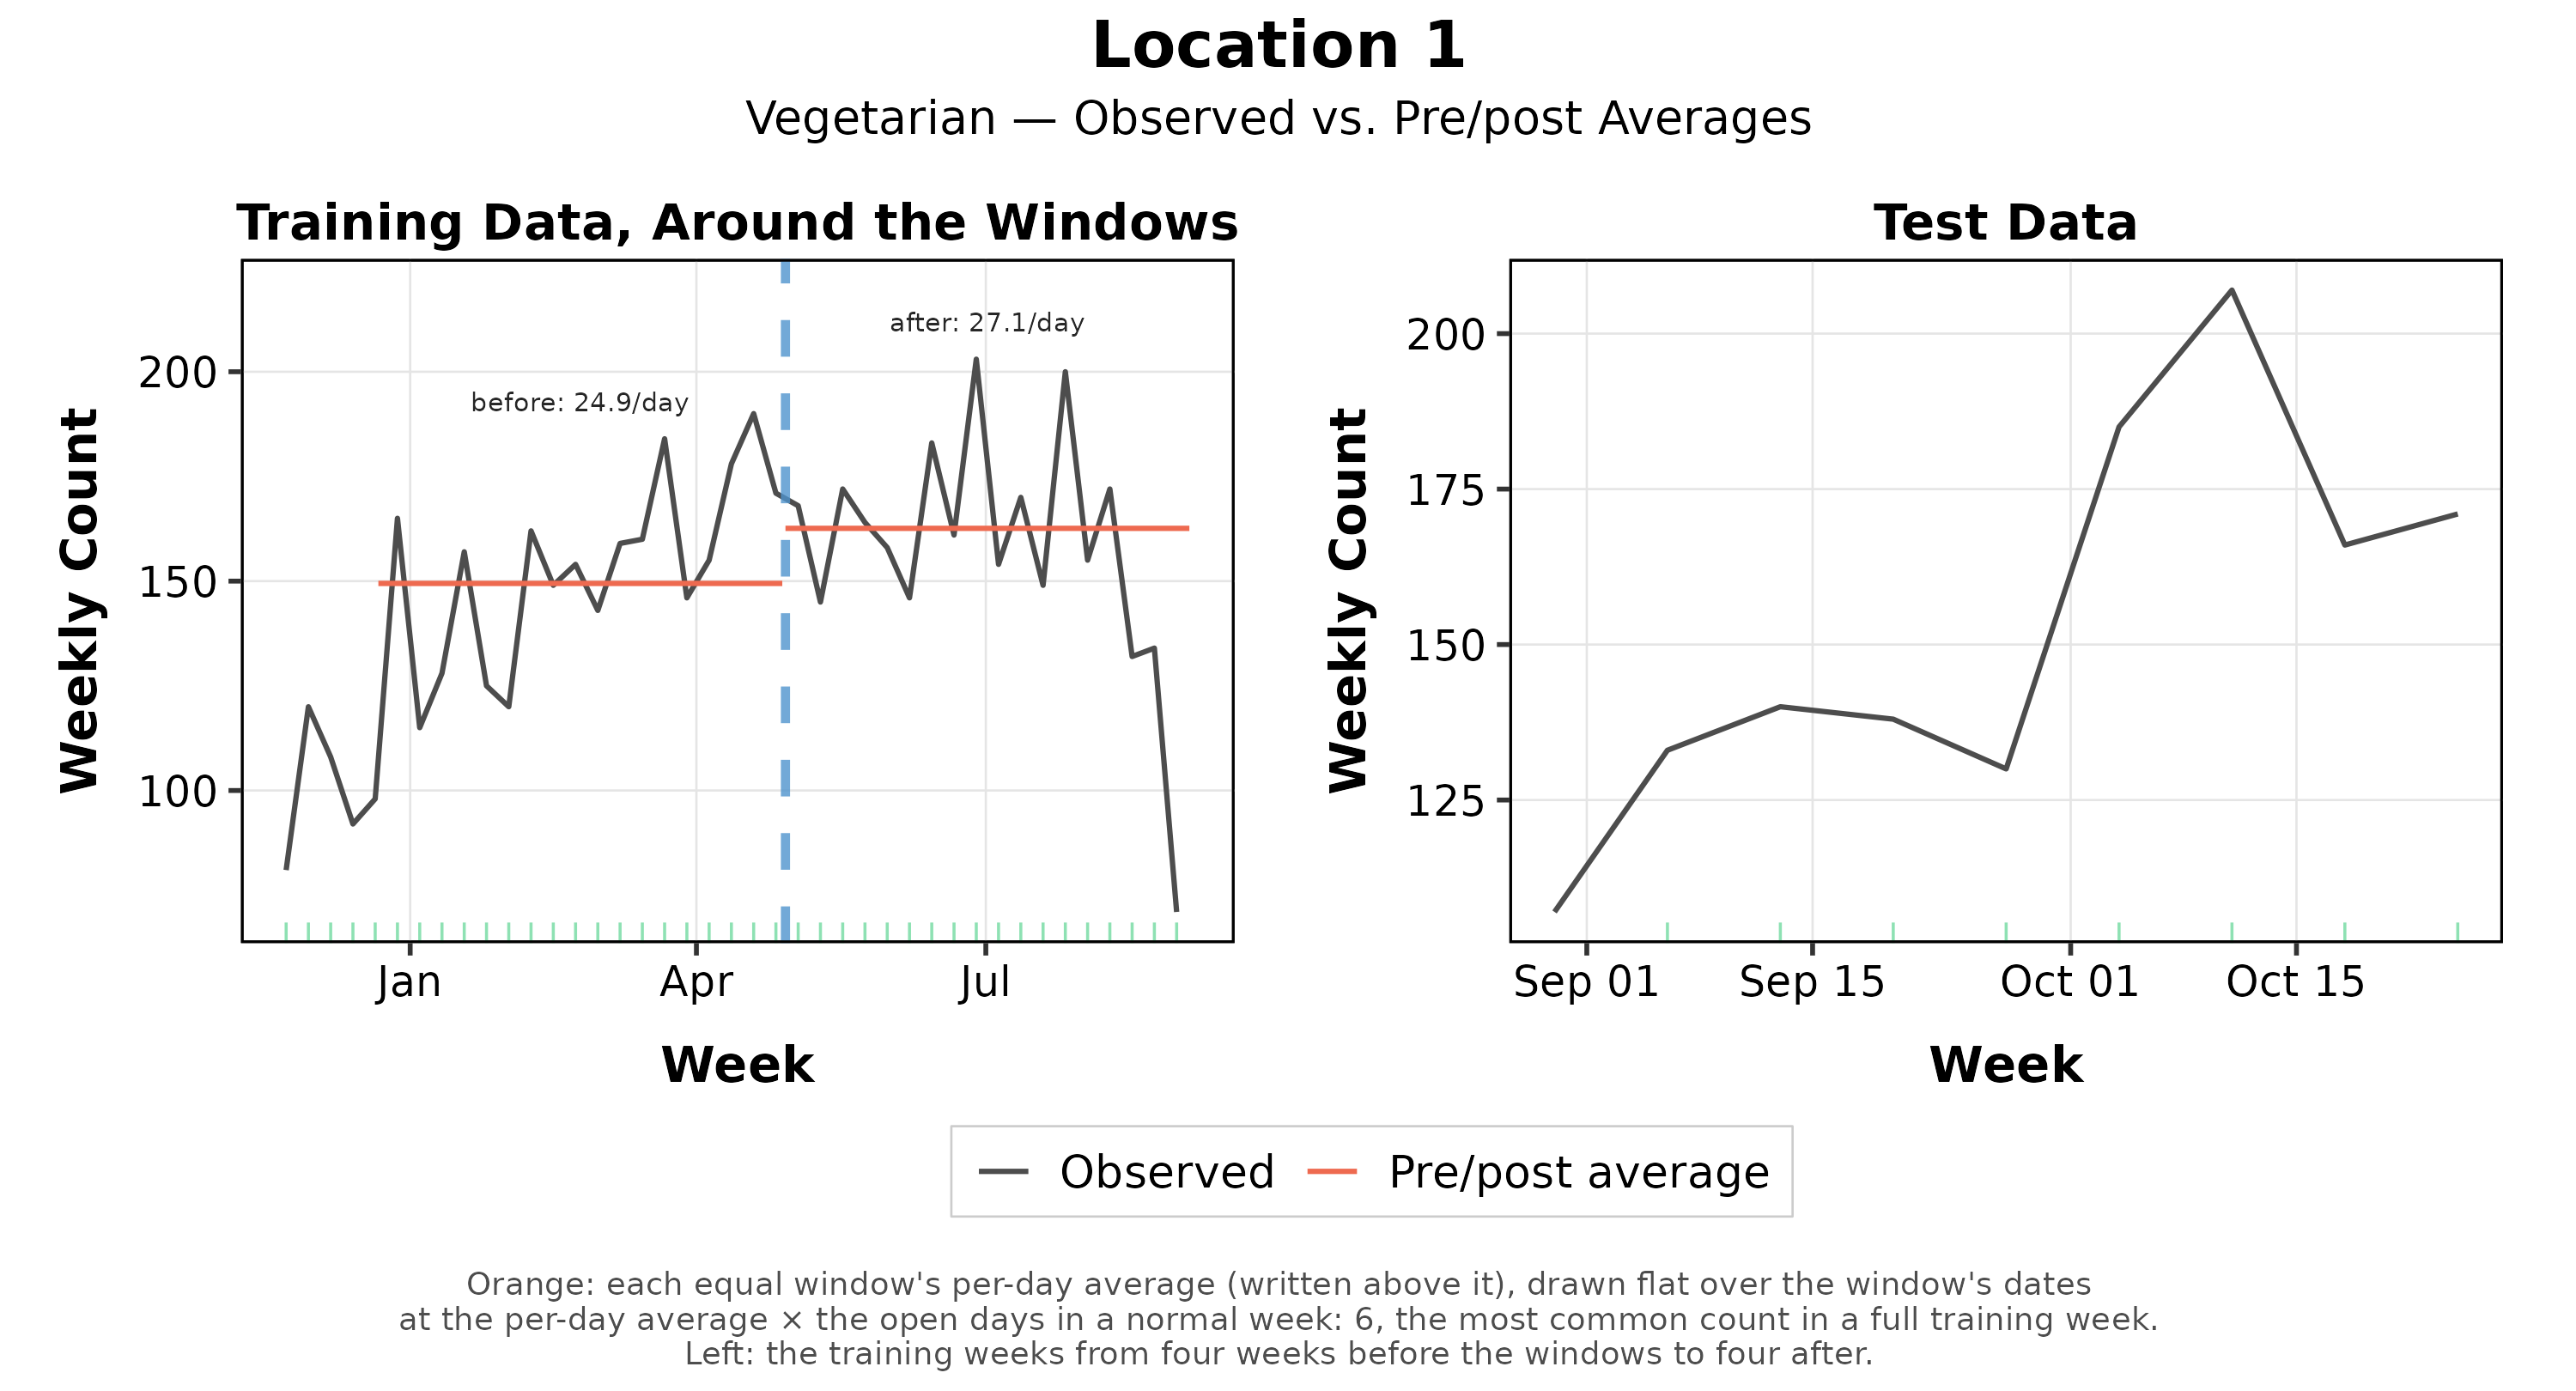 Location 1
Vegetarian — Observed vs. Pre/post Averages
Training Data, Around the Windows
Test Data
Weekly Count
200
150
100
before: 24.9/day
after: 27.1/day
Jan
Apr
Jul
Week
Weekly Count
200
175
150
125
Sep 01
Sep 15
Oct 01
Oct 15
Week
Observed
Pre/post average
Orange: each equal window's per-day average (written above it), drawn flat over the window's dates
at the per-day average × the open days in a normal week: 6, the most common count in a full training week.
Left: the training weeks from four weeks before the windows to four after.